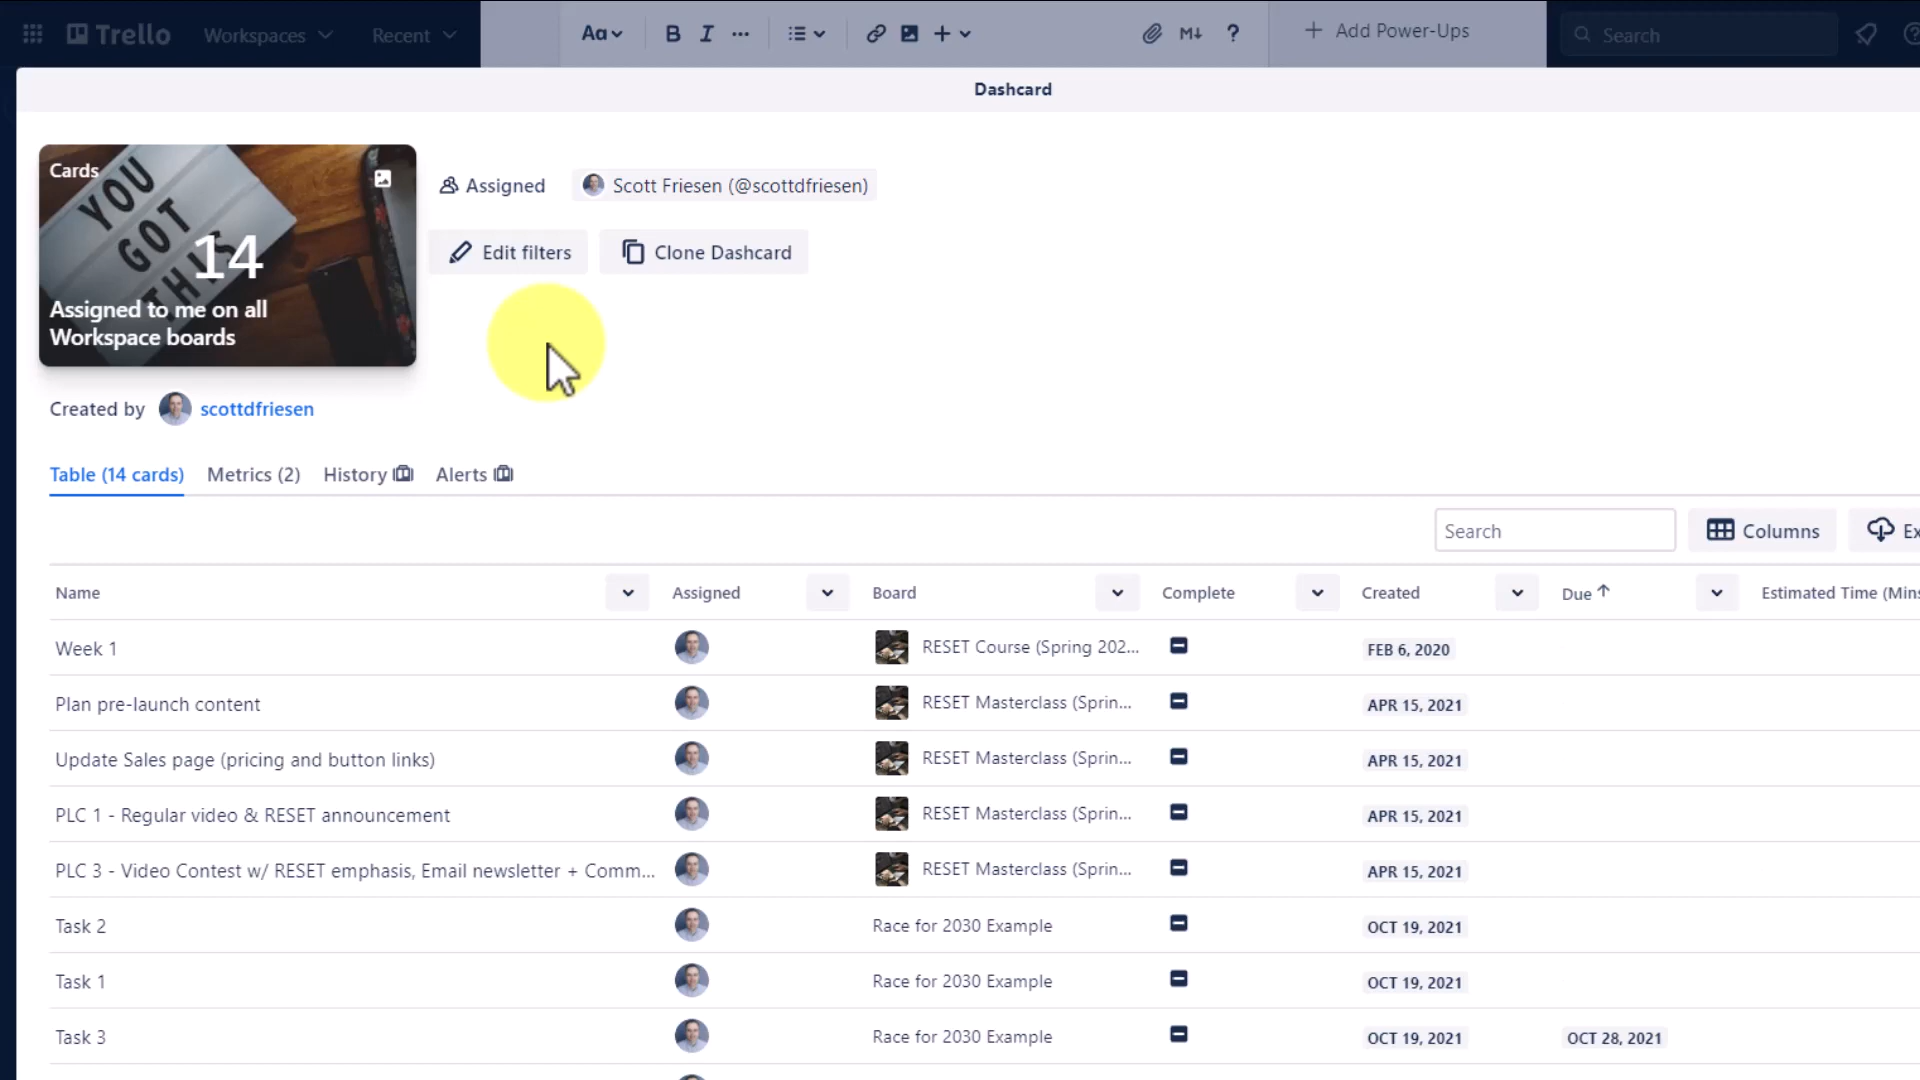 Trello Workspaces Recent Aa B I ... M↓ ? + Add Power-Ups Search
Dashcard
Cards
YOU
GOT
THIS
14
Assigned to me on all
Workspace boards
Assigned Scott Friesen (@scottdfriesen)
Edit filters Clone Dashcard
Created by scottdfriesen
Table (14 cards) Metrics (2) History Alerts
Search Columns Ex
Name Assigned Board Complete Created Due ↑ Estimated Time (Mins
Week 1 RESET Course (Spring 202... FEB 6, 2020
Plan pre-launch content RESET Masterclass (Sprin... APR 15, 2021
Update Sales page (pricing and button links) RESET Masterclass (Sprin... APR 15, 2021
PLC 1 - Regular video & RESET announcement RESET Masterclass (Sprin... APR 15, 2021
PLC 3 - Video Contest w/ RESET emphasis, Email newsletter + Comm... RESET Masterclass (Sprin... APR 15, 2021
Task 2 Race for 2030 Example OCT 19, 2021
Task 1 Race for 2030 Example OCT 19, 2021
Task 3 Race for 2030 Example OCT 19, 2021 OCT 28, 2021